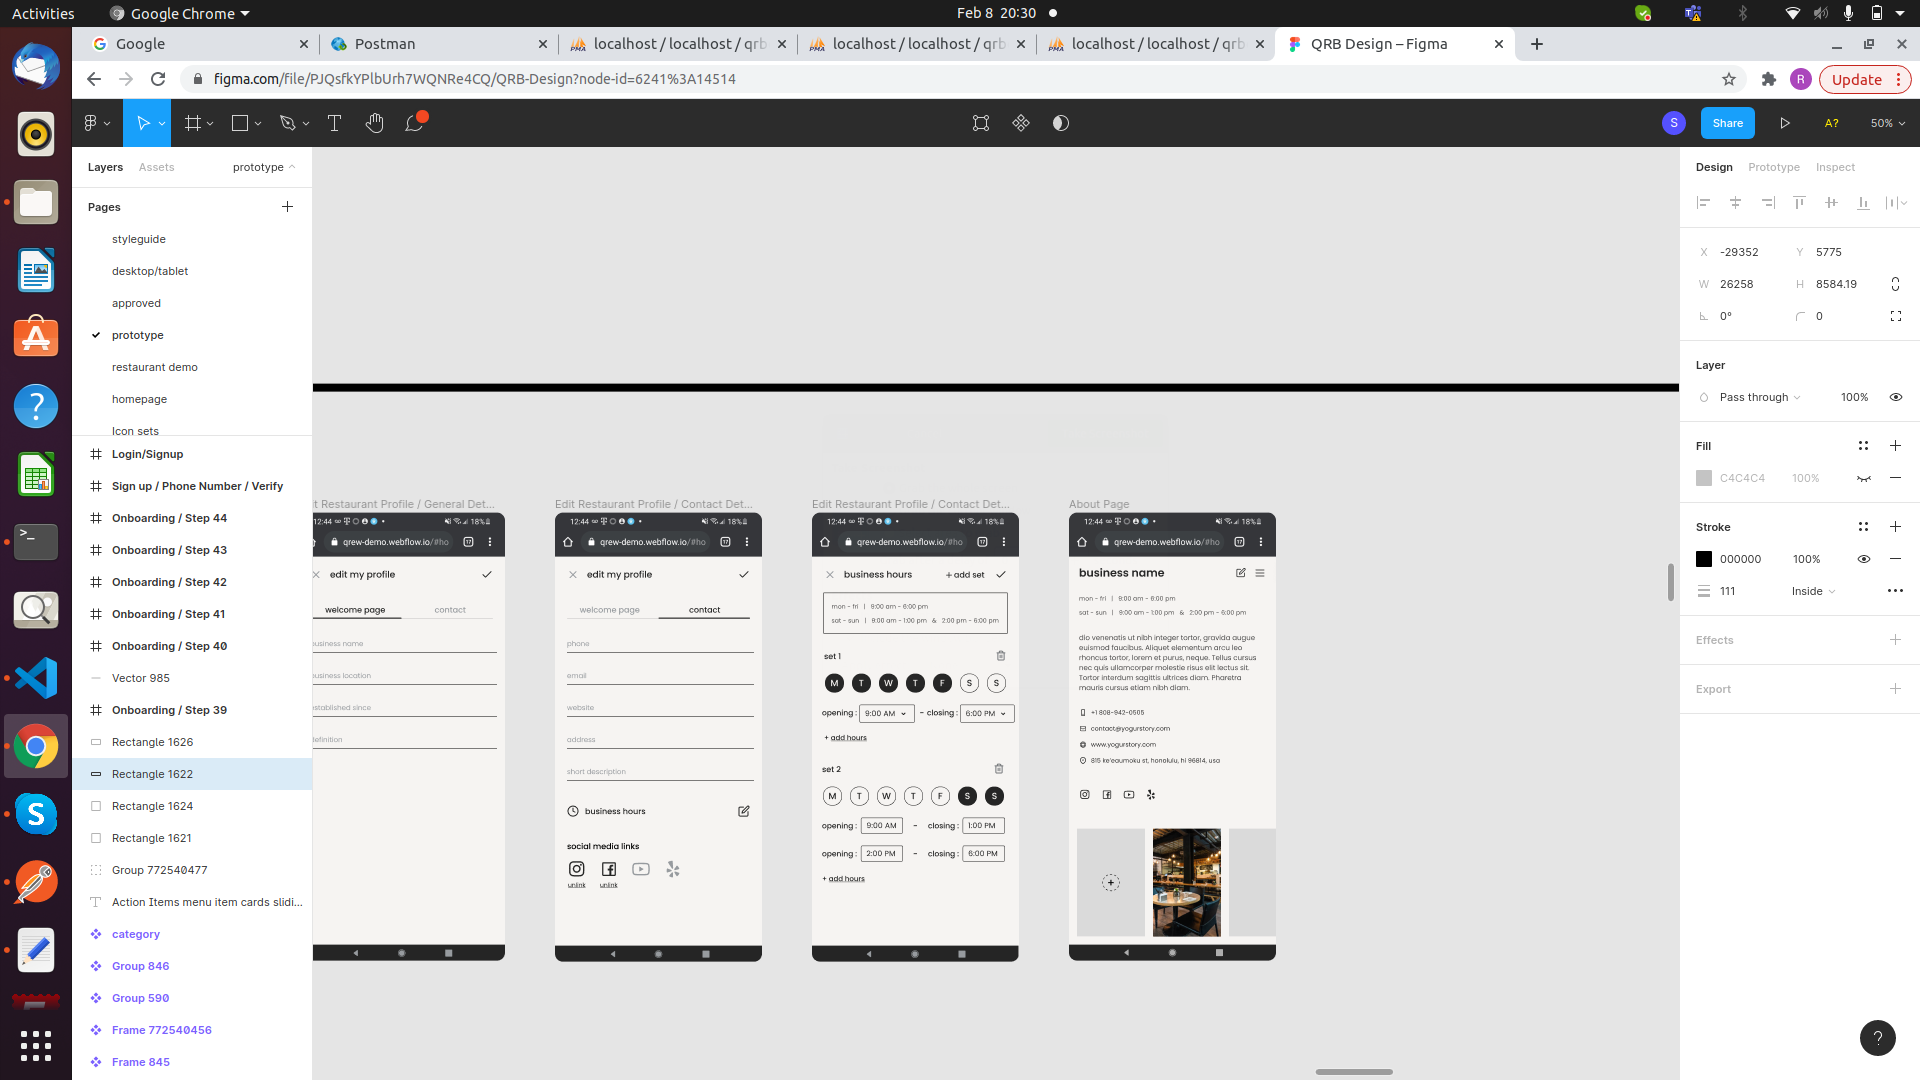 Activities
Google Chrome
Feb 8 20:30
Google
Postman
localhost / localhost / qrb
localhost / localhost / qrb
localhost / localhost / qrb
QRB Design – Figma
figma.com/file/PJQsfkYPlbUrh7WQNRe4CQ/QRB-Design?node-id=6241%3A14514
R
Update
S
Share
A?
50%
Layers
Assets
prototype
Pages
styleguide
desktop/tablet
approved
prototype
restaurant demo
homepage
Icon sets
Login/Signup
Sign up / Phone Number / Verify
Onboarding / Step 44
Onboarding / Step 43
Onboarding / Step 42
Onboarding / Step 41
Onboarding / Step 40
Vector 985
Onboarding / Step 39
Rectangle 1626
Rectangle 1622
Rectangle 1624
Rectangle 1621
Group 772540477
Action Items menu item cards slidi...
category
Group 846
Group 590
Frame 772540456
Frame 845
it Restaurant Profile / General Det...
12:44
18%
qrew-demo.webflow.io/#ho
edit my profile
welcome page
contact
business name
business location
established since
definition
Edit Restaurant Profile / Contact Det...
12:44
18%
qrew-demo.webflow.io/#ho
edit my profile
welcome page
contact
phone
email
website
address
short description
business hours
social media links
unlink
unlink
Edit Restaurant Profile / Contact Det...
12:44
18%
qrew-demo.webflow.io/#ho
business hours
+ add set
mon - fri | 9:00 am - 6:00 pm
sat - sun | 9:00 am - 1:00 pm & 2:00 pm - 6:00 pm
set 1
M T W T F S S
opening : 9:00 AM - closing : 6:00 PM
+ add hours
set 2
M T W T F S S
opening : 9:00 AM - closing : 1:00 PM
opening : 2:00 PM - closing : 6:00 PM
+ add hours
About Page
12:44
18%
qrew-demo.webflow.io/#ho
business name
mon - fri | 9:00 am - 6:00 pm
sat - sun | 9:00 am - 1:00 pm & 2:00 pm - 6:00 pm
dio venenatis ut nibh integer tortor, gravida augue
euismod faucibus. Aliquet elementum arcu leo
rhoncus tortor, lorem et purus, neque. Tellus cursus
nec quis ullamcorper molestie risus elit lectus sit.
Tortor interdum sagittis ultrices diam. Pharetra
mauris cursus etiam nibh diam.
+1 808-942-0505
contact@yogurstory.com
www.yogurstory.com
815 ke'eaumoku st, honolulu, hi 96814, usa
Design
Prototype
Inspect
X -29352
Y 5775
W 26258
H 8584.19
0°
0
Layer
Pass through
100%
Fill
C4C4C4
100%
Stroke
000000
100%
111
Inside
Effects
Export
?